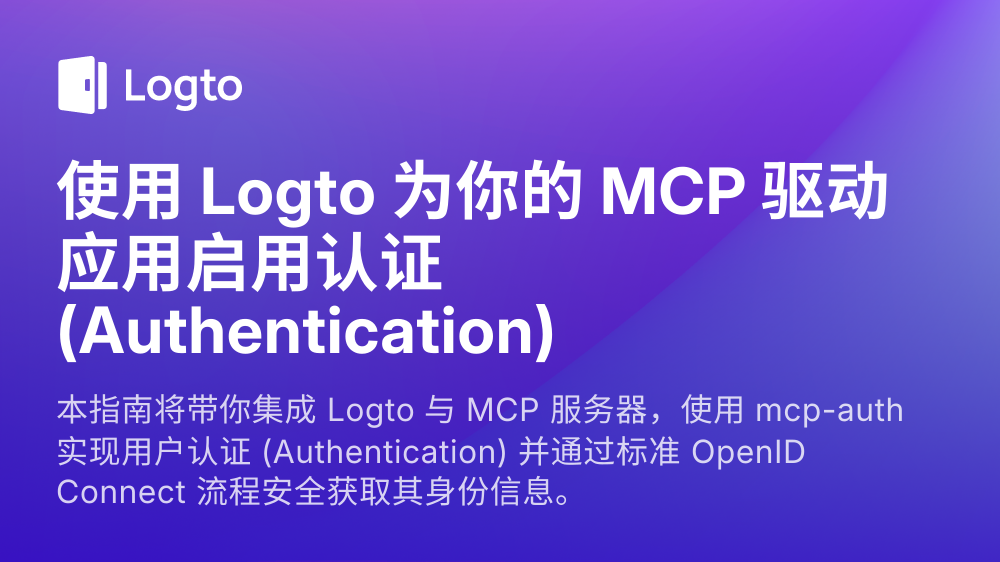 Logto
使用 Logto 为你的 MCP 驱动
应用启用认证
(Authentication)
本指南将带你集成 Logto 与 MCP 服务器，使用 mcp-auth
实现用户认证 (Authentication) 并通过标准 OpenID
Connect 流程安全获取其身份信息。